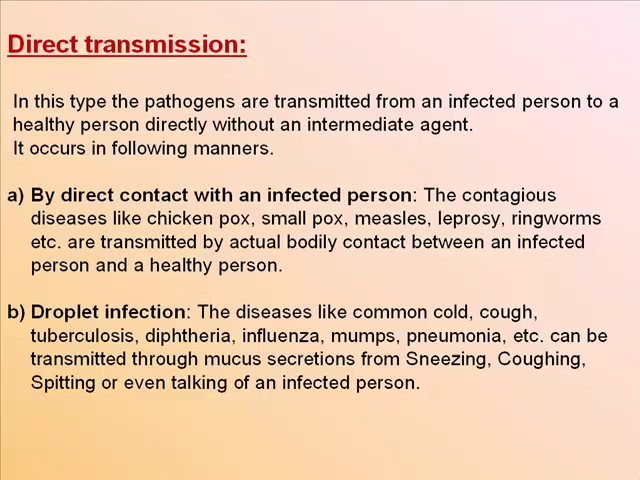 Direct transmission:
In this type the pathogens are transmitted from an infected person to a
healthy person directly without an intermediate agent.
It occurs in following manners.
a) By direct contact with an infected person: The contagious
diseases like chicken pox, small pox, measles, leprosy, ringworms
etc. are transmitted by actual bodily contact between an infected
person and a healthy person.
b) Droplet infection: The diseases like common cold, cough,
tuberculosis, diphtheria, influenza, mumps, pneumonia, etc. can be
transmitted through mucus secretions from Sneezing, Coughing,
Spitting or even talking of an infected person.